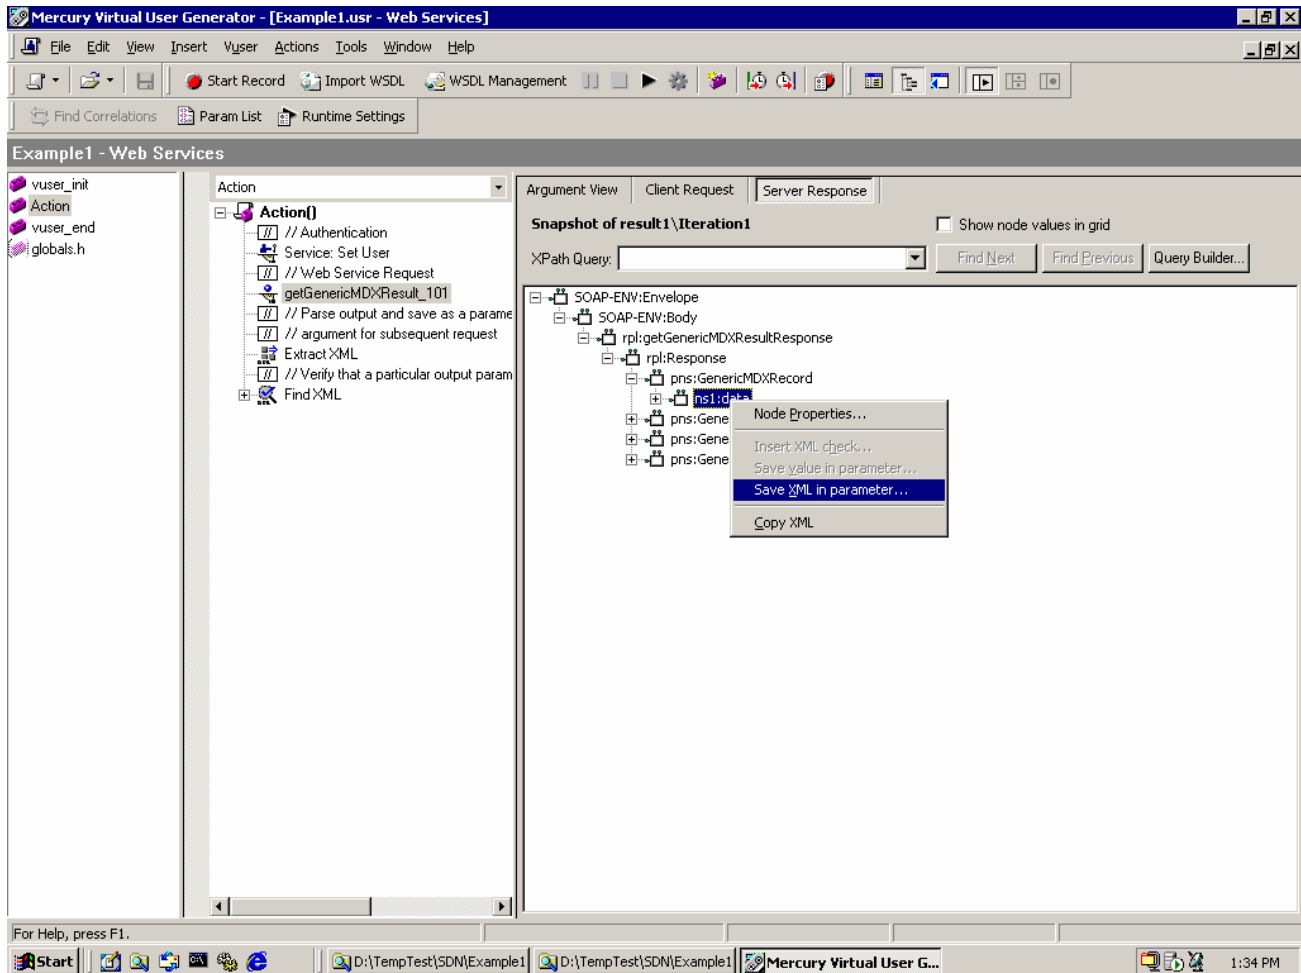 Mercury Virtual User Generator - [Example1.usr - Web Services]
File Edit View Insert Vuser Actions Tools Window Help
Start Record Import WSDL WSDL Management
Find Correlations Param List Runtime Settings
Example1 - Web Services
vuser_init
Action
vuser_end
globals.h
Action
Action()
// Authentication
Service: Set User
// Web Service Request
getGenericMDXResult_101
// Parse output and save as a parame
// argument for subsequent request
Extract XML
// Verify that a particular output param
Find XML
Argument View Client Request Server Response
Snapshot of result1\Iteration1
Show node values in grid
XPath Query:
Find Next Find Previous Query Builder...
SOAP-ENV:Envelope
SOAP-ENV:Body
rpl:getGenericMDXResultResponse
rpl:Response
pns:GenericMDXRecord
ns1:data
pns:Gene
pns:Gene
pns:Gene
Node Properties...
Insert XML check...
Save value in parameter...
Save XML in parameter...
Copy XML
For Help, press F1.
Start D:\TempTest\SDN\Example1 D:\TempTest\SDN\Example1 Mercury Virtual User G... 1:34 PM